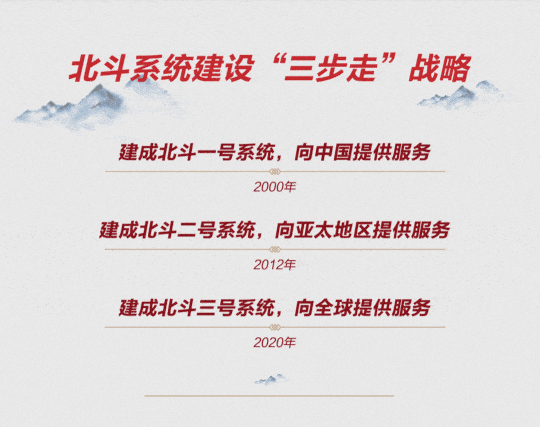 北斗系统建设“三步走”战略
建成北斗一号系统，向中国提供服务
2000年
建成北斗二号系统，向亚太地区提供服务
2012年
建成北斗三号系统，向全球提供服务
2020年